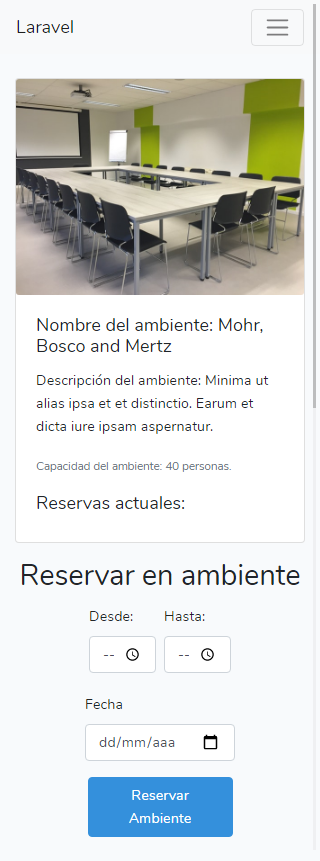 Laravel
Nombre del ambiente: Mohr,
Bosco and Mertz
Descripción del ambiente: Minima ut
alias ipsa et et distinctio. Earum et
dicta iure ipsam aspernatur.
Capacidad del ambiente: 40 personas.
Reservas actuales:
Reservar en ambiente
Desde: Hasta:
-- --
Fecha
dd/mm/aaa
Reservar
Ambiente